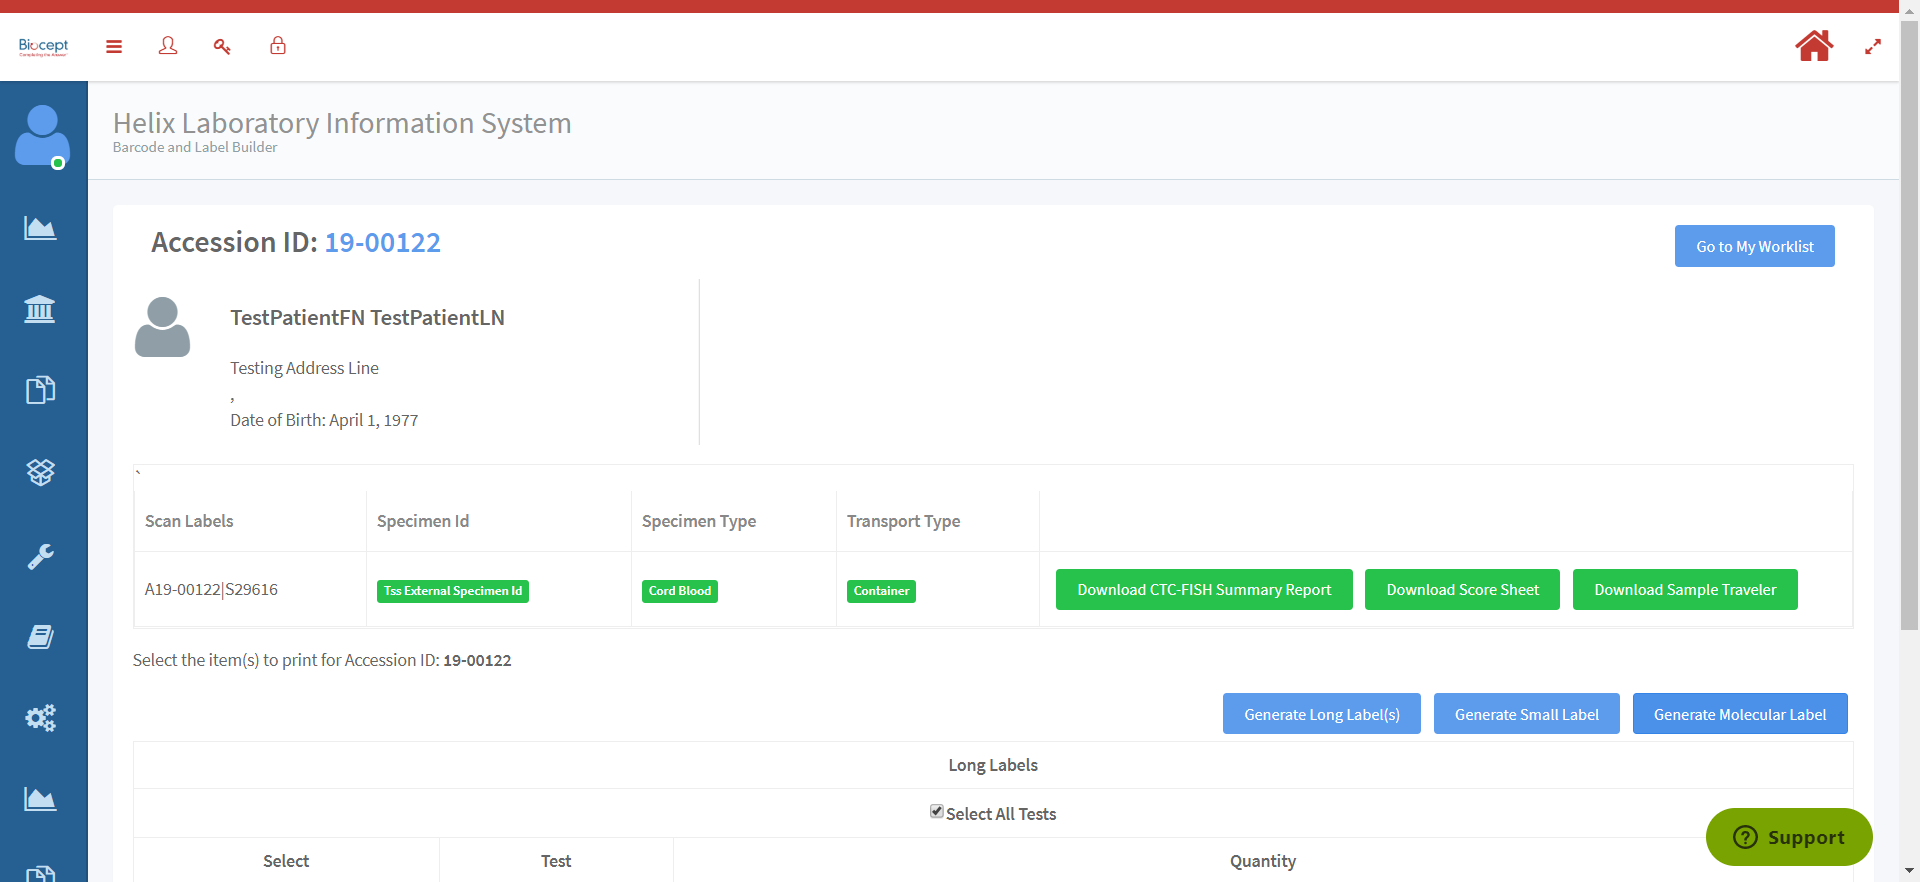 Biocept
Helix Laboratory Information System
Barcode and Label Builder
Accession ID: 19-00122
Go to My Worklist
TestPatientFN TestPatientLN
Testing Address Line
,
Date of Birth: April 1, 1977
`
Scan Labels Specimen Id Specimen Type Transport Type
A19-00122|S29616 Tss External Specimen Id Cord Blood Container Download CTC-FISH Summary Report Download Score Sheet Download Sample Traveler
Select the item(s) to print for Accession ID: 19-00122
Generate Long Label(s) Generate Small Label Generate Molecular Label
Long Labels
Select All Tests
Select Test Quantity
Support